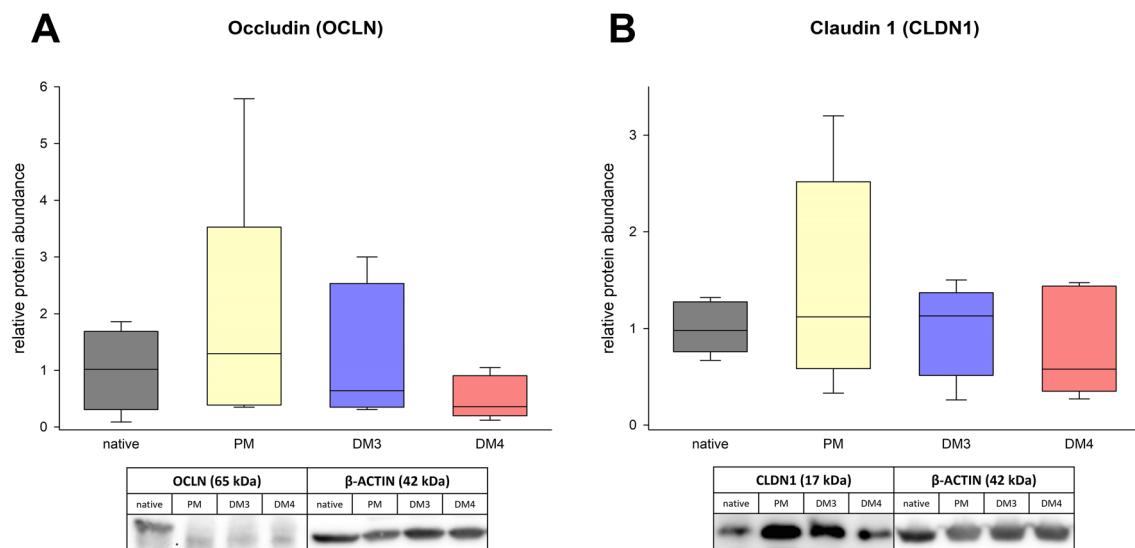 A
Occludin (OCLN)
relative protein abundance
6
5
4
3
2
1
0
native PM DM3 DM4
OCLN (65 kDa) β-ACTIN (42 kDa)
native PM DM3 DM4 native PM DM3 DM4
B
Claudin 1 (CLDN1)
relative protein abundance
3
2
1
0
native PM DM3 DM4
CLDN1 (17 kDa) β-ACTIN (42 kDa)
native PM DM3 DM4 native PM DM3 DM4